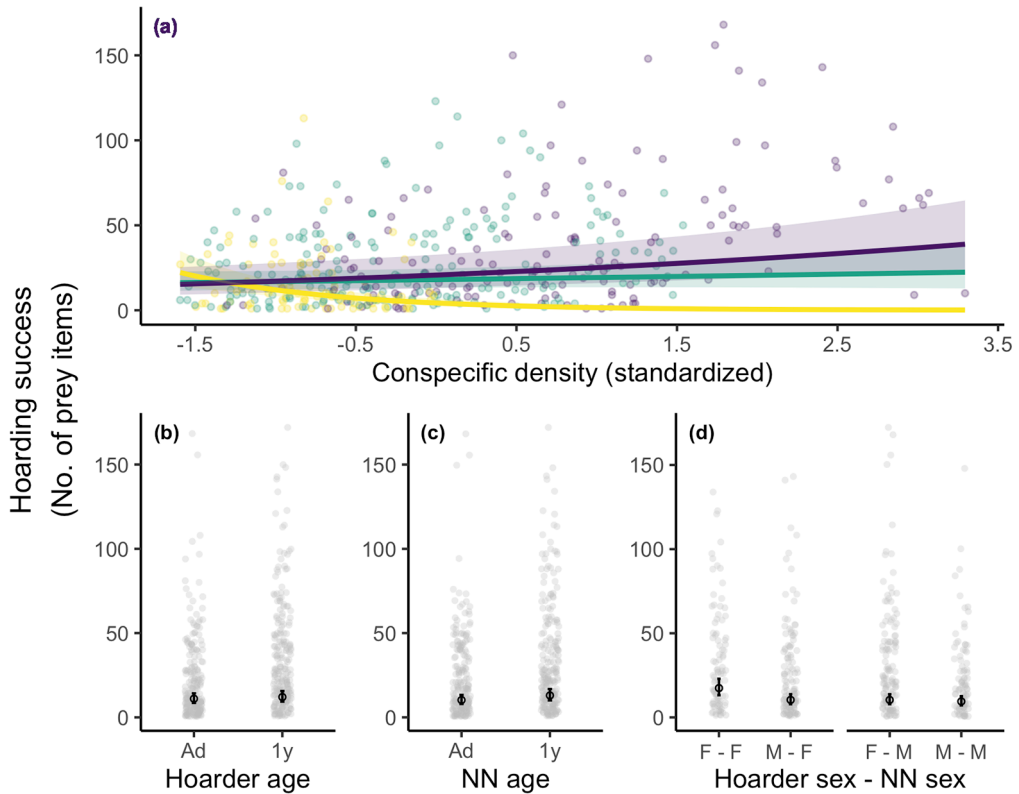 (a)
150
100
50
0
-1.5 -0.5 0.5 1.5 2.5 3.5
Conspecific density (standardized)
Hoarding success
(No. of prey items)
(b)
150
100
50
0
Ad 1y
Hoarder age
(c)
150
100
50
0
Ad 1y
NN age
(d)
150
100
50
0
F - F M - F F - M M - M
Hoarder sex - NN sex